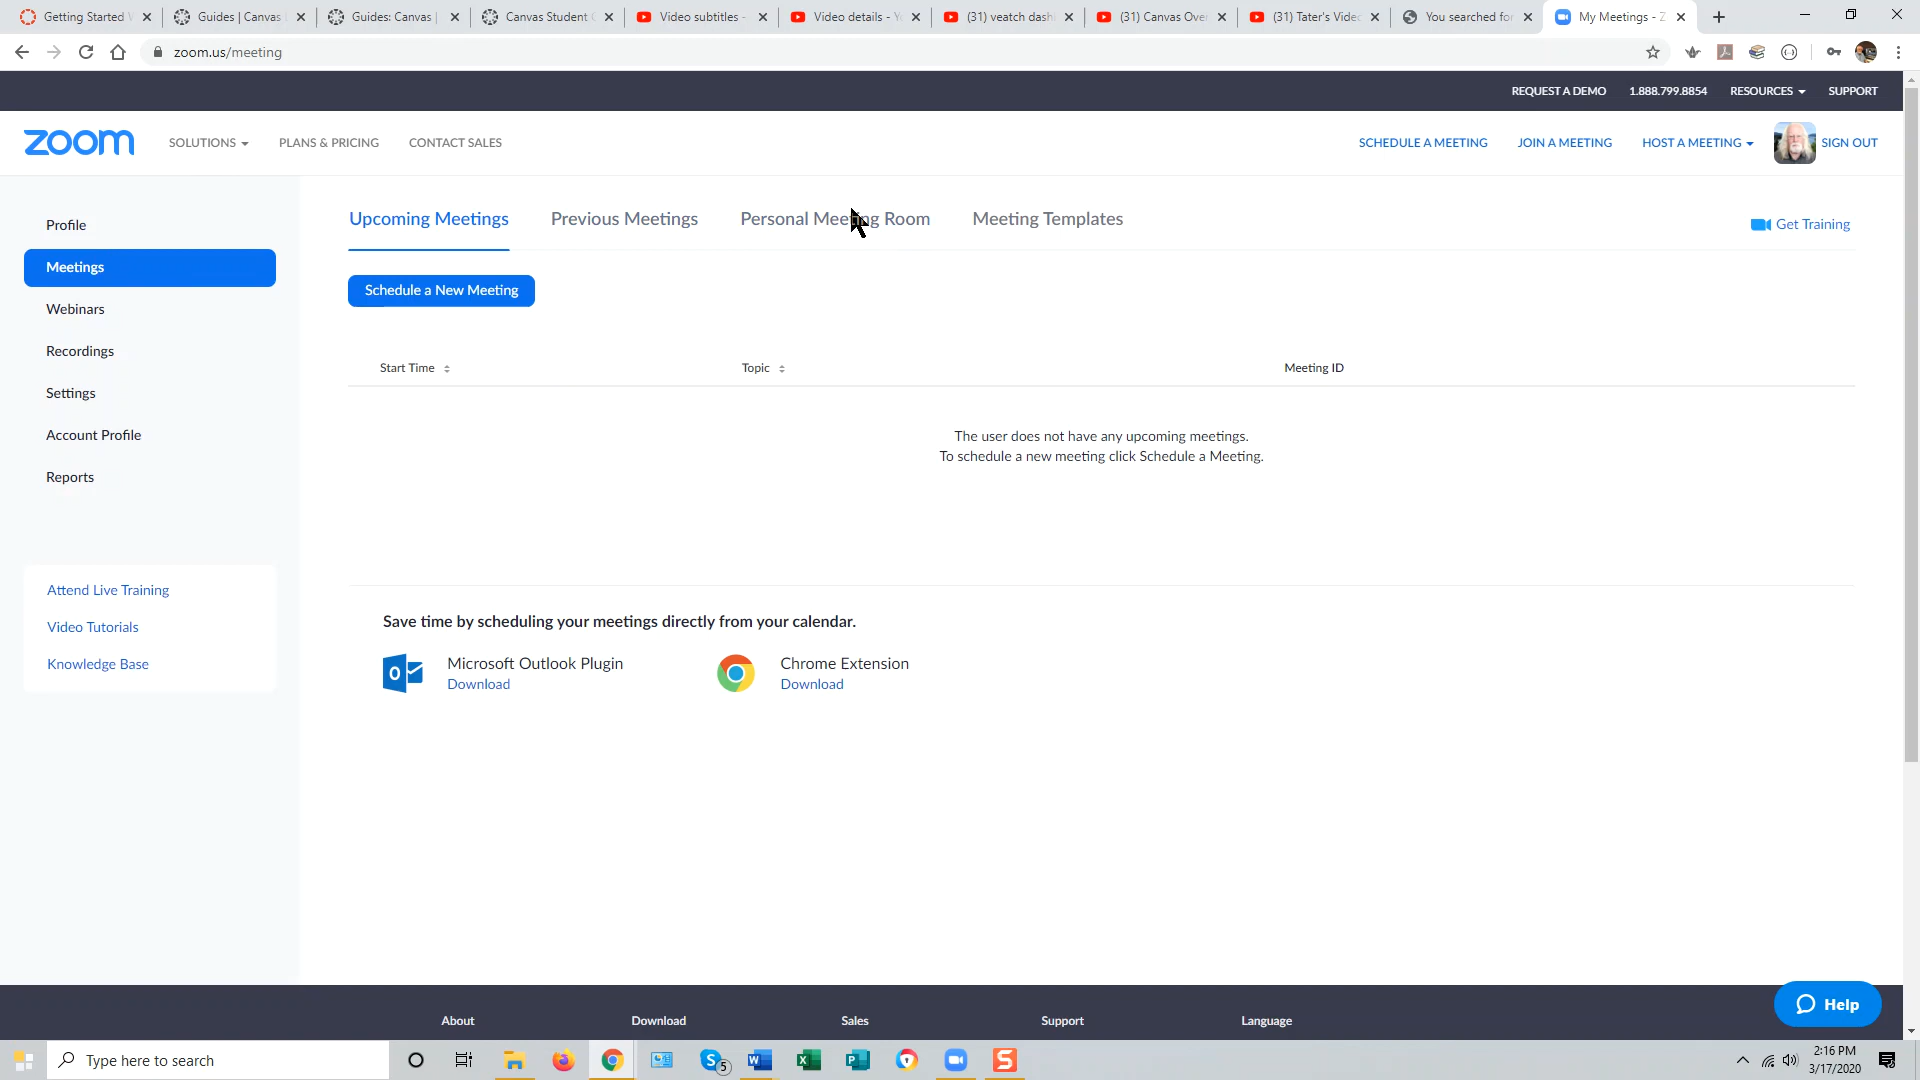 Getting Started
Guides | Canvas
Guides: Canvas |
Canvas Student
Video subtitles -
Video details -
(31) veatch dash
(31) Canvas Over
(31) Tater's Video
You searched for
My Meetings - Z
zoom.us/meeting
REQUEST A DEMO
1.888.799.8854
RESOURCES
SUPPORT
zoom
SOLUTIONS
PLANS & PRICING
CONTACT SALES
SCHEDULE A MEETING
JOIN A MEETING
HOST A MEETING
SIGN OUT
Profile
Meetings
Webinars
Recordings
Settings
Account Profile
Reports
Attend Live Training
Video Tutorials
Knowledge Base
Upcoming Meetings
Previous Meetings
Personal Meeting Room
Meeting Templates
Get Training
Schedule a New Meeting
Start Time
Topic
Meeting ID
The user does not have any upcoming meetings.
To schedule a new meeting click Schedule a Meeting.
Save time by scheduling your meetings directly from your calendar.
Microsoft Outlook Plugin
Download
Chrome Extension
Download
About
Download
Sales
Support
Language
Help
Type here to search
5
2:16 PM
3/17/2020